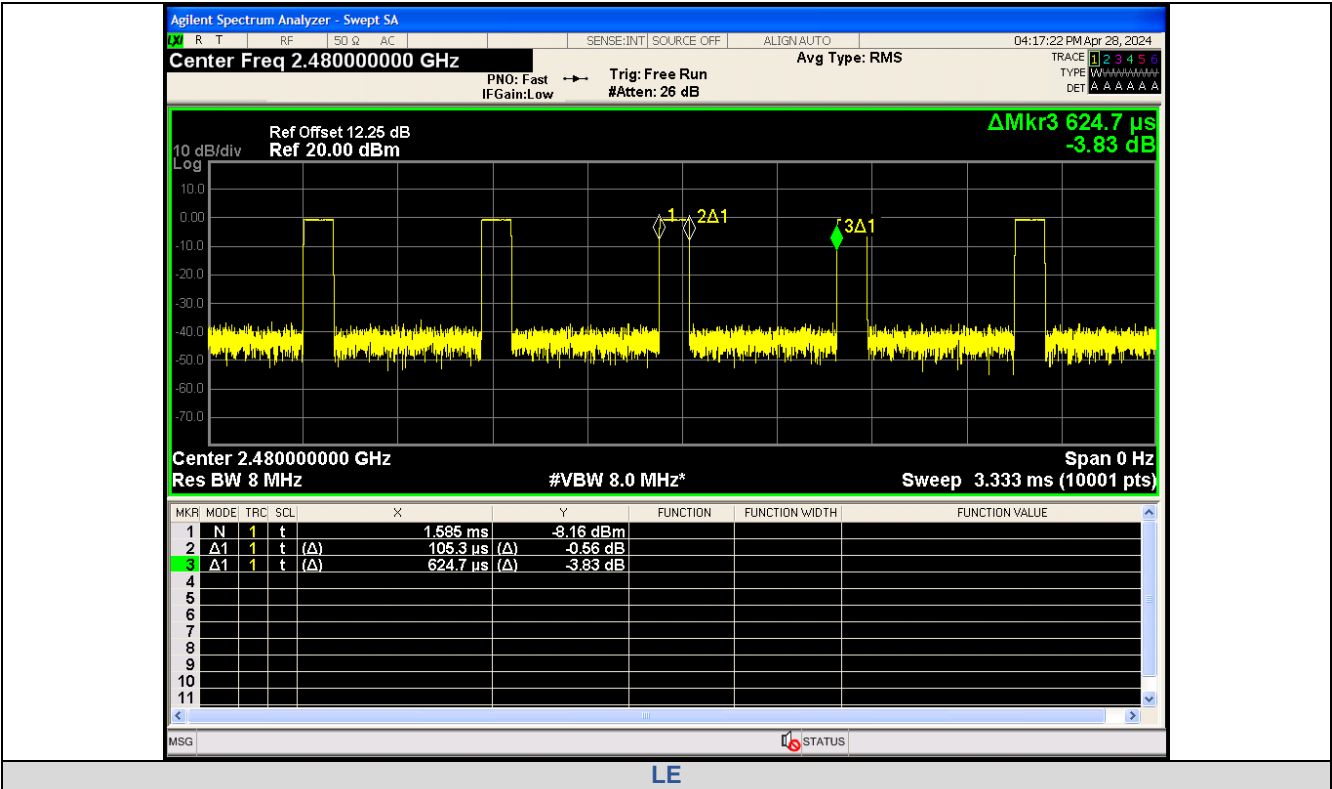 Agilent Spectrum Analyzer - Swept SA
LXI R T RF 50 Ω AC SENSE:INT SOURCE OFF ALIGN AUTO 04:17:22 PM Apr 28, 2024
Center Freq 2.480000000 GHz Avg Type: RMS TRACE 1 2 3 4 5 6
PNO: Fast Trig: Free Run TYPE WWWWWW
IFGain:Low #Atten: 26 dB DET A A A A A A
ΔMkr3 624.7 µs
Ref Offset 12.25 dB
10 dB/div Ref 20.00 dBm -3.83 dB
Log
10.0
0.00
1 2Δ1
3Δ1
-10.0
-20.0
-30.0
-40.0
-50.0
-60.0
-70.0
Center 2.480000000 GHz Span 0 Hz
Res BW 8 MHz #VBW 8.0 MHz* Sweep 3.333 ms (10001 pts)
MKR MODE TRC SCL X Y FUNCTION FUNCTION WIDTH FUNCTION VALUE
1 N 1 t 1.585 ms -8.16 dBm
2 Δ1 1 t (Δ) 105.3 µs (Δ) -0.56 dB
3 Δ1 1 t (Δ) 624.7 µs (Δ) -3.83 dB
4
5
6
7
8
9
10
11
MSG STATUS
LE